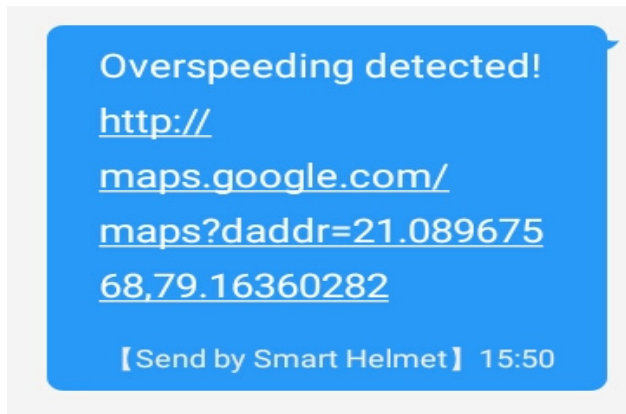 Overspeeding detected!
http://
maps.google.com/
maps?daddr=21.089675
68,79.16360282
【Send by Smart Helmet】 15:50